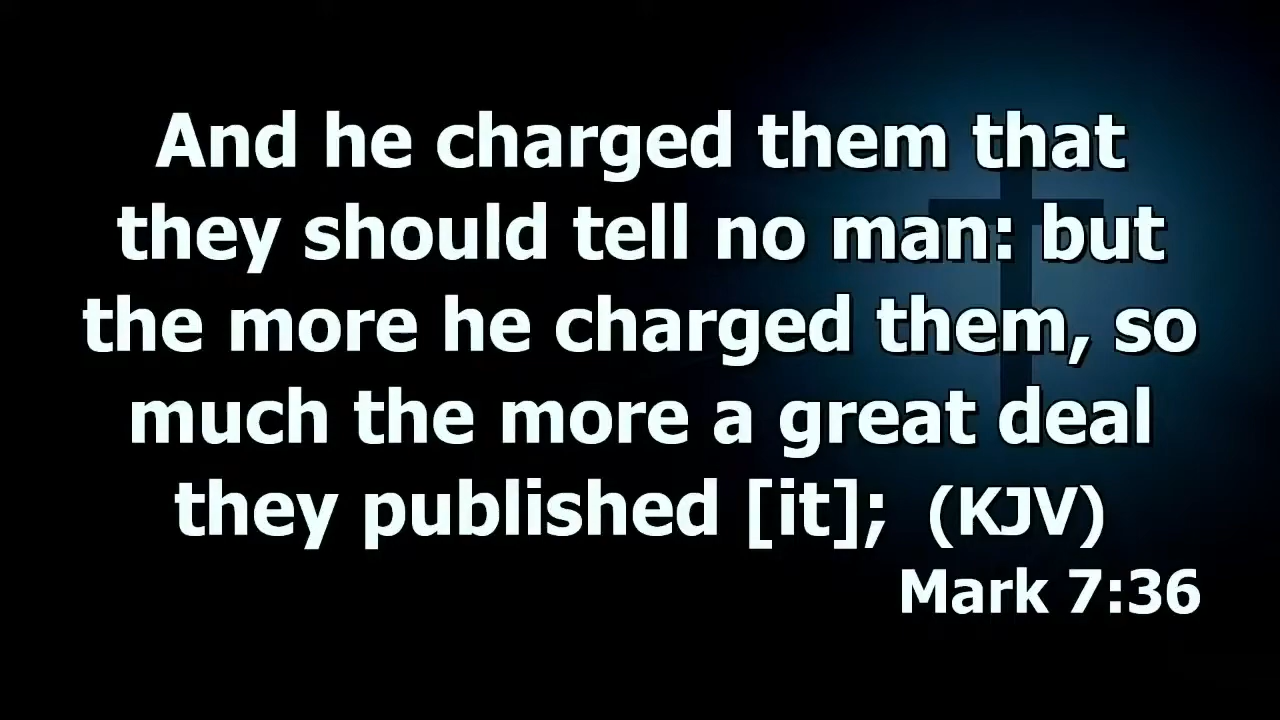 And he charged them that
they should tell no man: but
the more he charged them, so
much the more a great deal
they published [it]; (KJV)
Mark 7:36